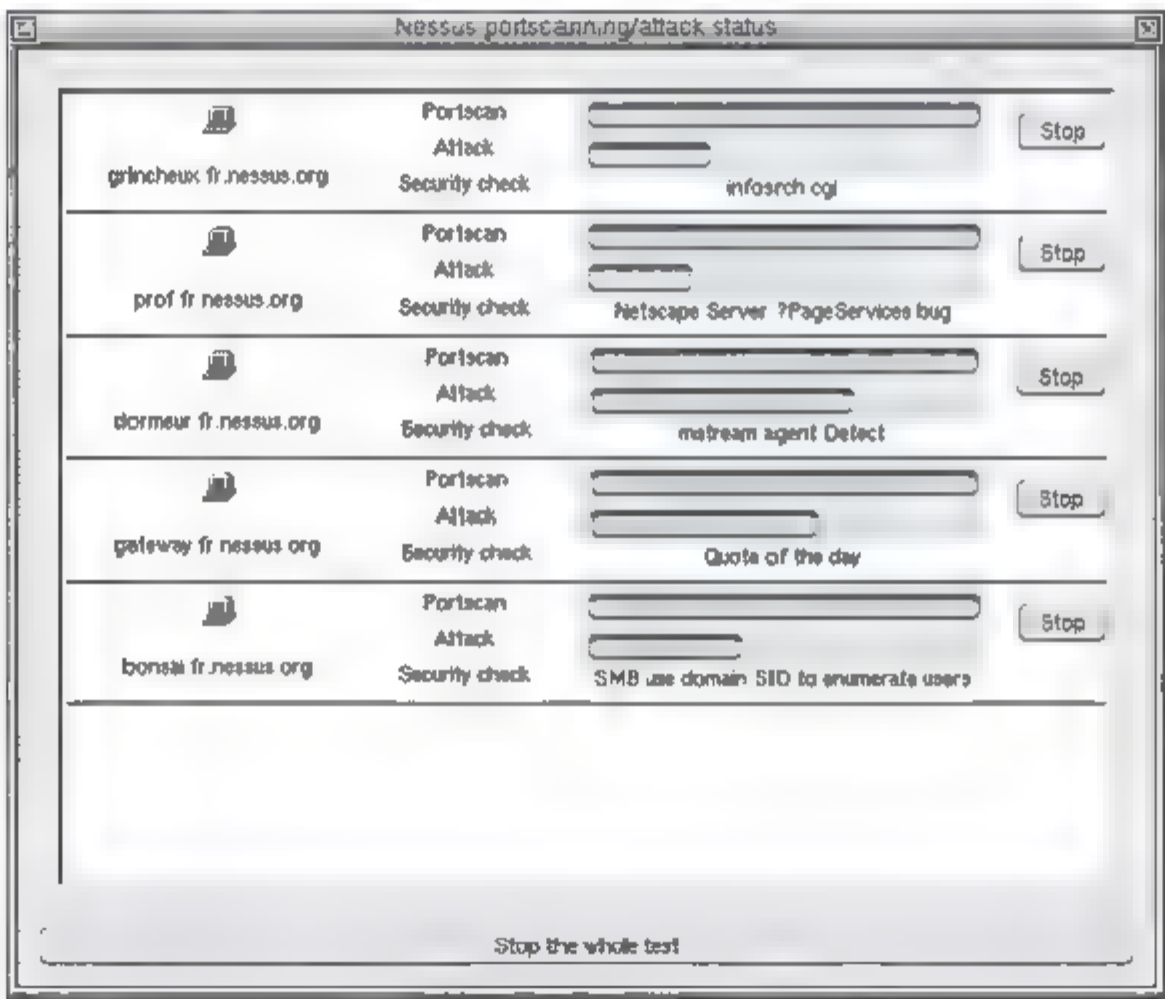 Nessus portscanning/attack status
grincheux.fr.nessus.org
Portscan
Attack
Security check
infosrch.cgi
Stop
prof.fr.nessus.org
Portscan
Attack
Security check
Netscape Server ?PageServices bug
Stop
dormeur.fr.nessus.org
Portscan
Attack
Security check
mstream agent Detect
Stop
gateway.fr.nessus.org
Portscan
Attack
Security check
Quote of the day
Stop
bonsai.fr.nessus.org
Portscan
Attack
Security check
SMB use domain SID to enumerate users
Stop
Stop the whole test